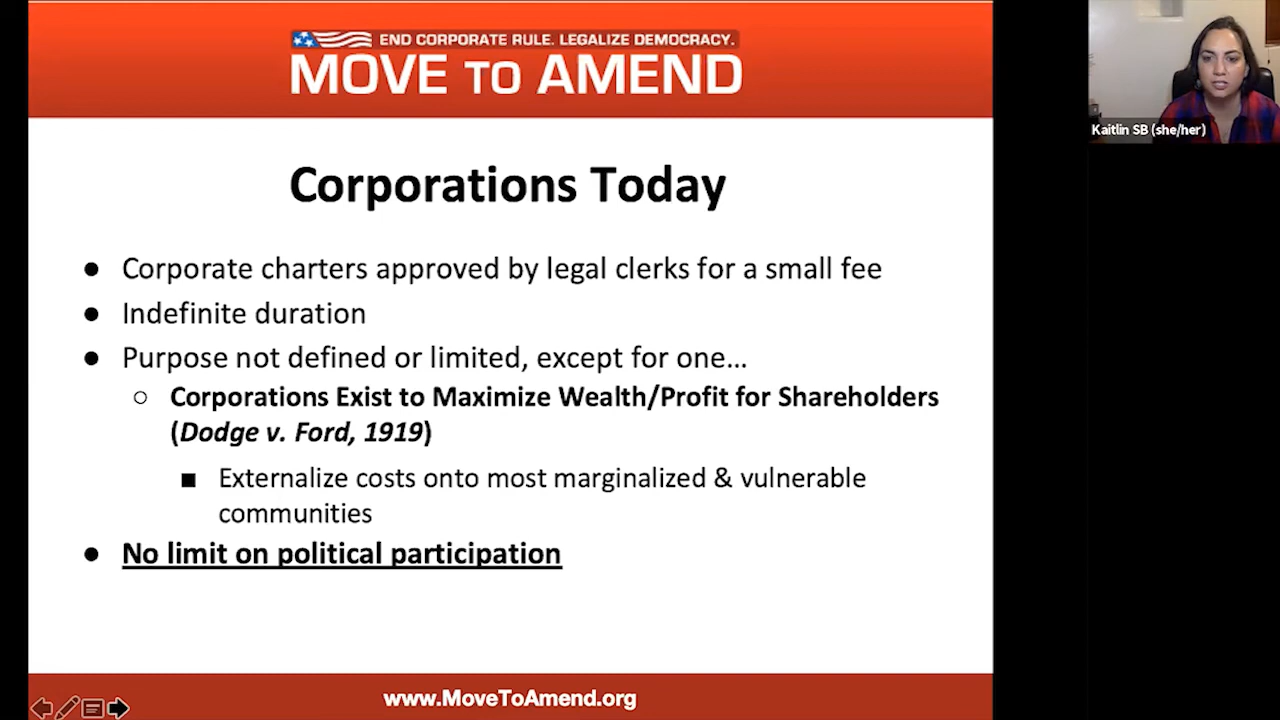 END CORPORATE RULE. LEGALIZE DEMOCRACY.
MOVE TO AMEND
Corporations Today
● Corporate charters approved by legal clerks for a small fee
● Indefinite duration
● Purpose not defined or limited, except for one…
○ Corporations Exist to Maximize Wealth/Profit for Shareholders
(Dodge v. Ford, 1919)
■ Externalize costs onto most marginalized & vulnerable
communities
● No limit on political participation
www.MoveToAmend.org
Kaitlin SB (she/her)